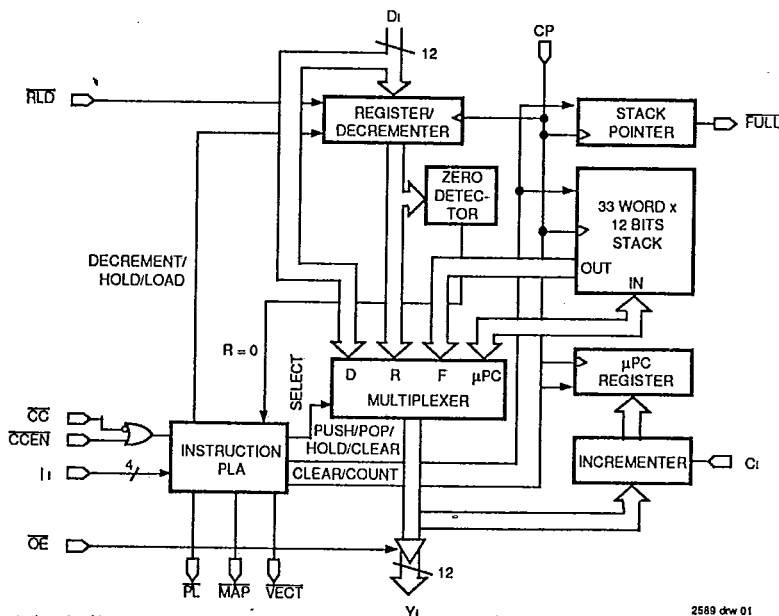 Di
12
CP
RLD
REGISTER/
DECREMENTER
STACK
POINTER
FULL
ZERO
DETEC-
TOR
33 WORD x
12 BITS
STACK
OUT
IN
DECREMENT/
HOLD/LOAD
R = 0
SELECT
D R F μPC
MULTIPLEXER
μPC
REGISTER
CC
CCEN
Ii
4
INSTRUCTION
PLA
PUSH/POP/
HOLD/CLEAR
CLEAR/COUNT
INCREMENTER
Ci
OE
PL MAP VECT
12
Yi
2589 drw 01